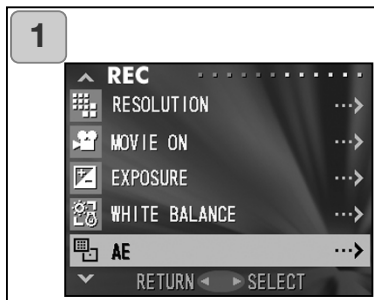 1
REC
RESOLUTION
MOVIE ON
EXPOSURE
WHITE BALANCE
AE
RETURN SELECT